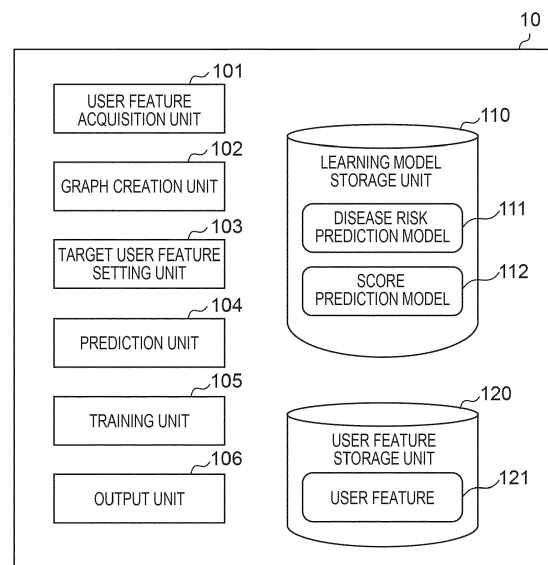 10
101
USER FEATURE
ACQUISITION UNIT
102
GRAPH CREATION UNIT
103
TARGET USER FEATURE
SETTING UNIT
104
PREDICTION UNIT
105
TRAINING UNIT
106
OUTPUT UNIT
110
LEARNING MODEL
STORAGE UNIT
111
DISEASE RISK
PREDICTION MODEL
112
SCORE
PREDICTION MODEL
120
USER FEATURE
STORAGE UNIT
121
USER FEATURE